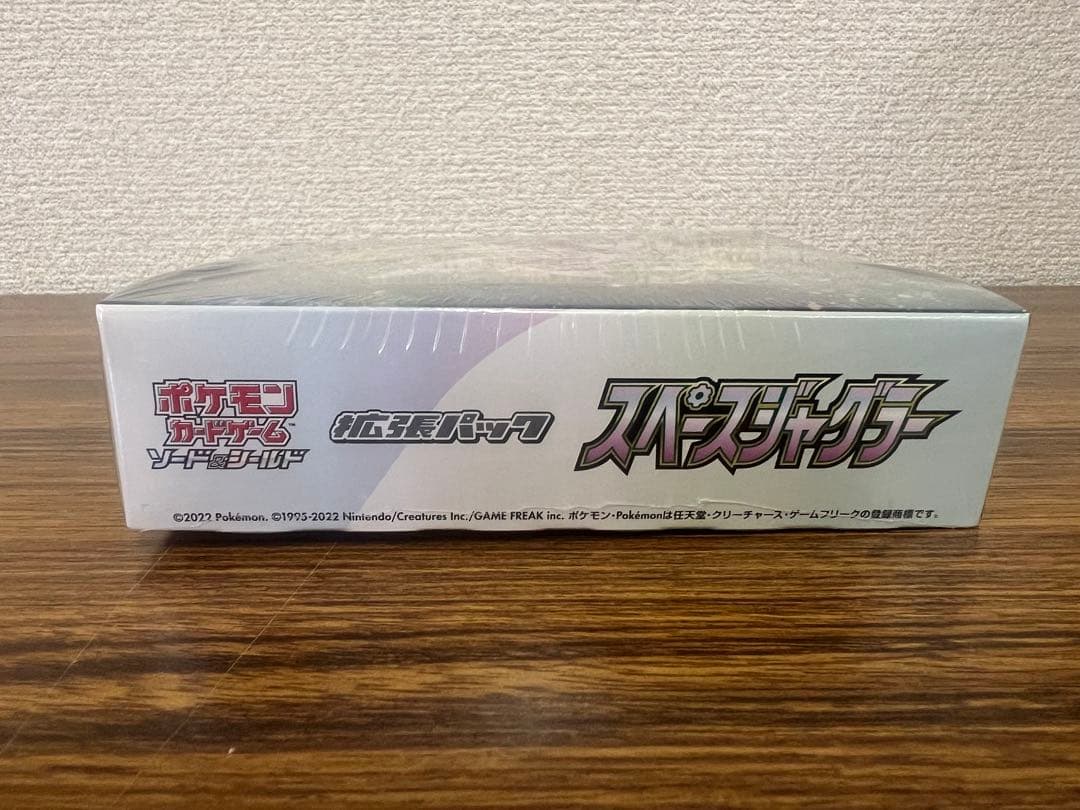 ポケモン
カードゲーム™
ソード&シールド
拡張パック
スペースジャグラー
©2022 Pokémon. ©1995-2022 Nintendo/Creatures Inc./GAME FREAK inc. ポケモン・Pokémonは任天堂・クリーチャーズ・ゲームフリークの登録商標です。